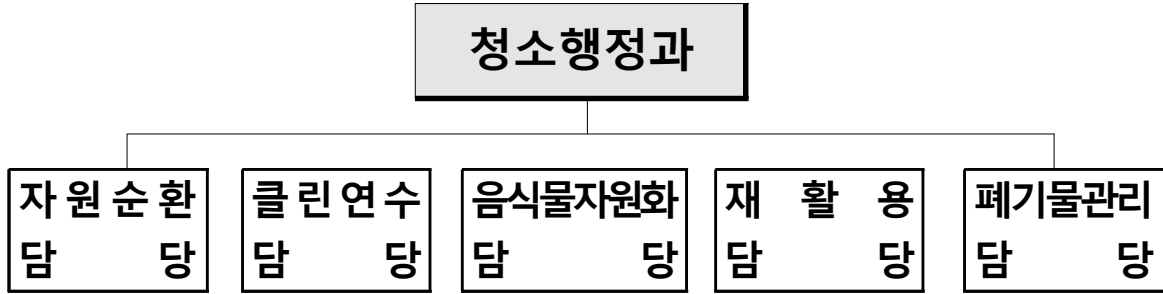 청소행정과
자원순환
담당
클린연수
담당
음식물자원화
담당
재활용
담당
폐기물관리
담당